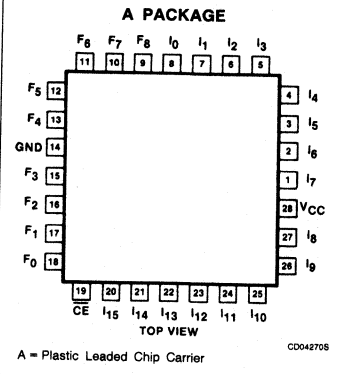 A PACKAGE
F6 F7 F8 I0 I1 I2 I3
11 10 9 8 7 6 5
F5 12 4 I4
F4 13 3 I5
GND 14 2 I6
F3 15 1 I7
F2 16 28 VCC
F1 17 27 I8
F0 18 26 I9
19 20 21 22 23 24 25
CE I15 I14 I13 I12 I11 I10
TOP VIEW
CD04270S
A = Plastic Leaded Chip Carrier